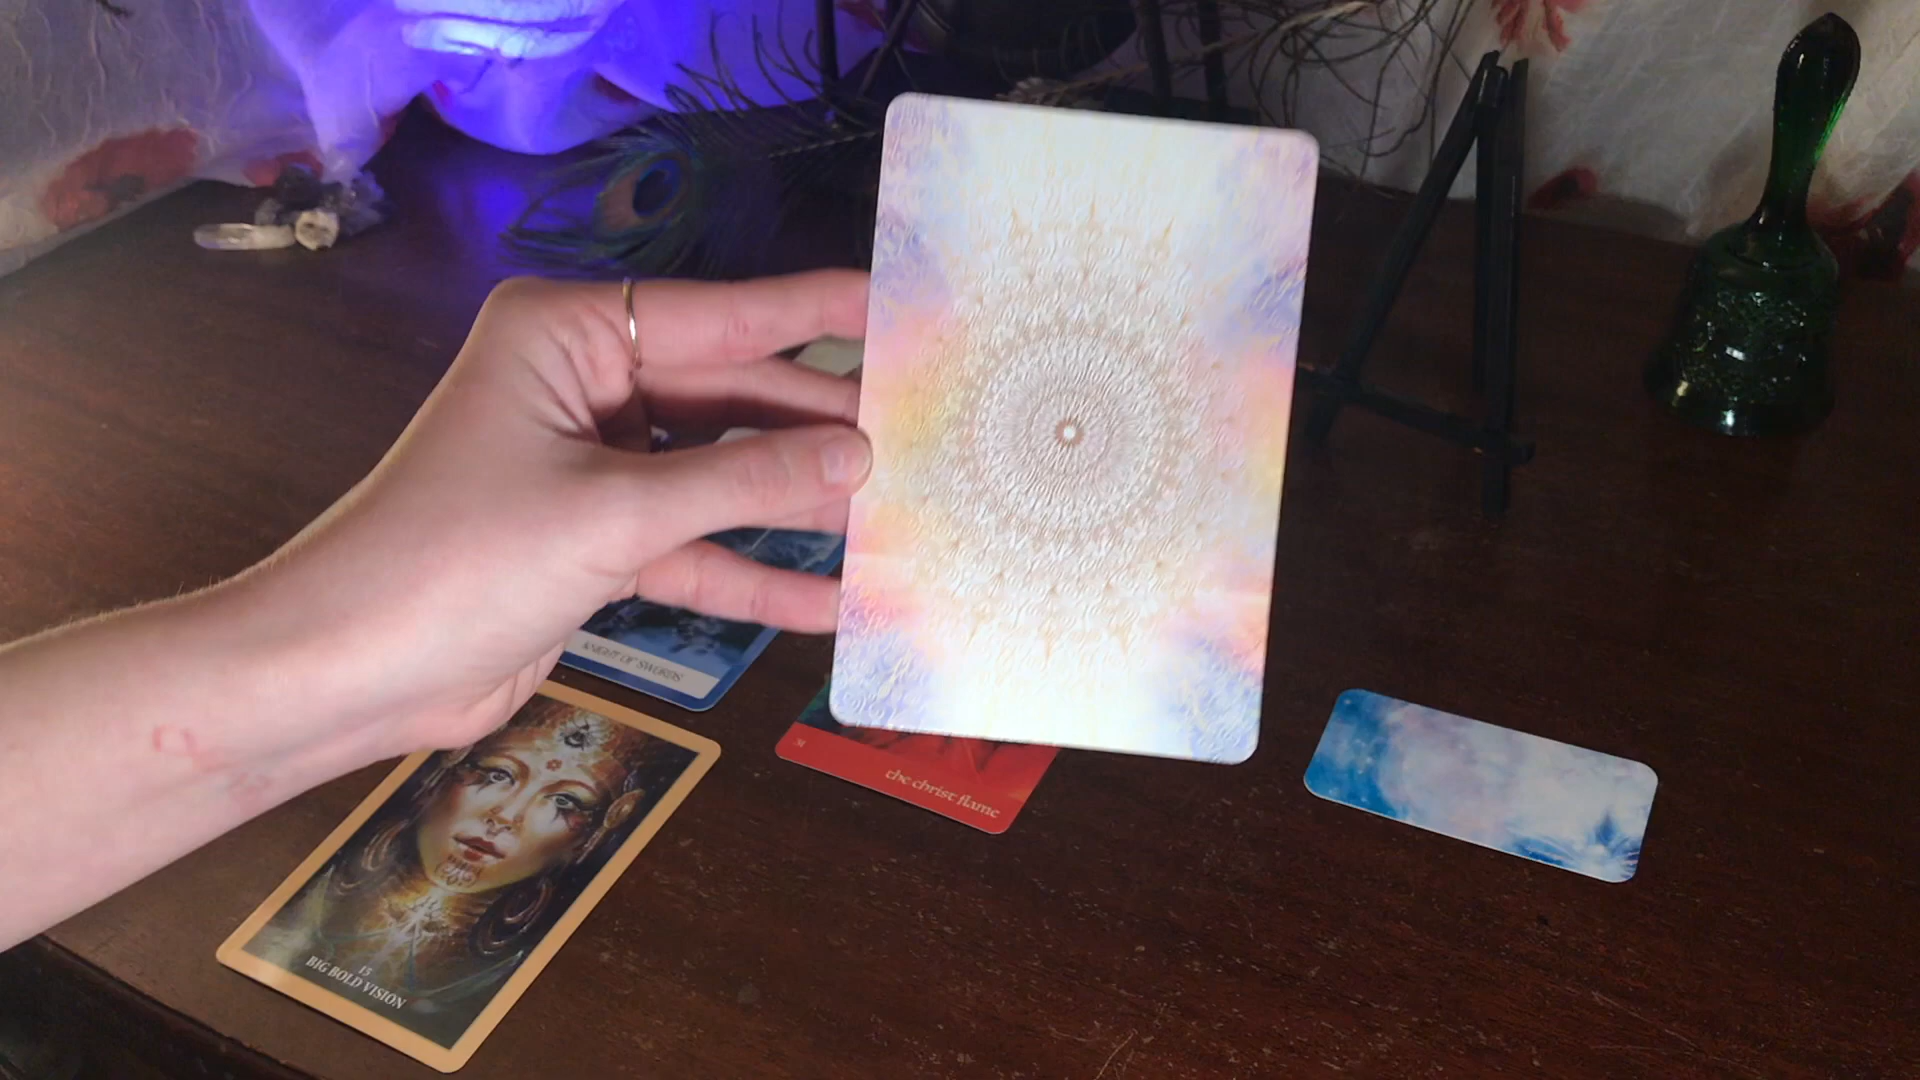 KNIGHT OF SWORDS
31
the christ flame
15
BIG BOLD VISION